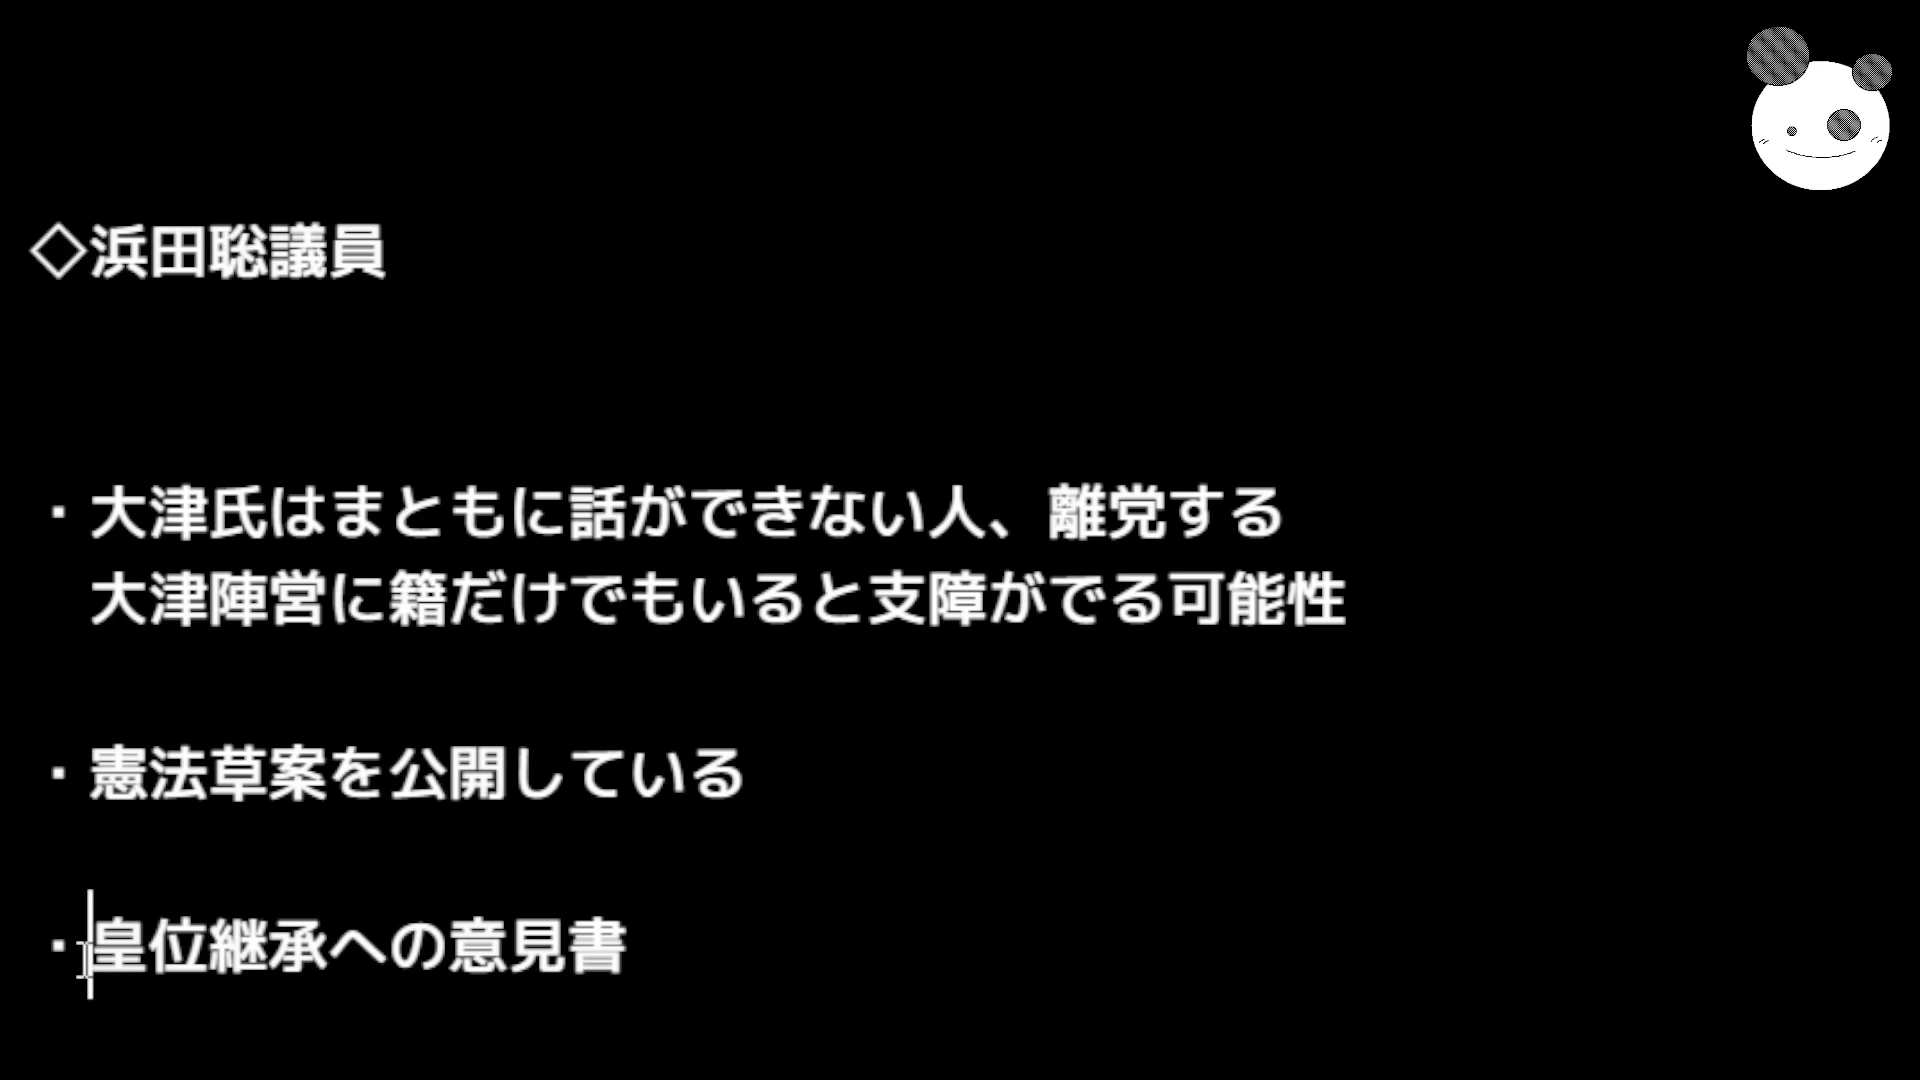 ◇浜田聡議員
・大津氏はまともに話ができない人、離党する
大津陣営に籍だけでもいると支障がでる可能性
・憲法草案を公開している
・皇位継承への意見書